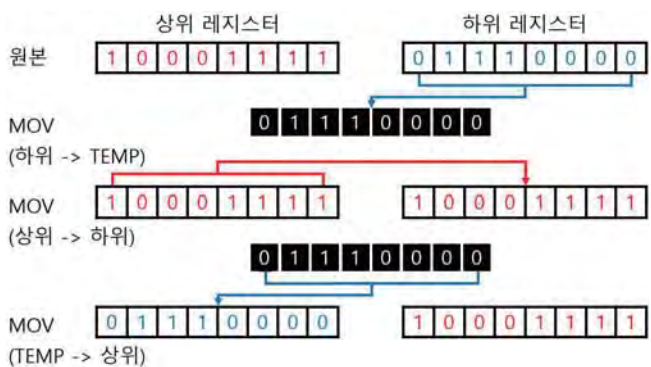 상위 레지스터 하위 레지스터
원본 1 0 0 0 1 1 1 1 0 1 1 1 0 0 0 0
MOV 0 1 1 1 0 0 0 0
(하위 -> TEMP)
MOV 1 0 0 0 1 1 1 1 1 0 0 0 1 1 1 1
(상위 -> 하위)
0 1 1 1 0 0 0 0
MOV 0 1 1 1 0 0 0 0 1 0 0 0 1 1 1 1
(TEMP -> 상위)